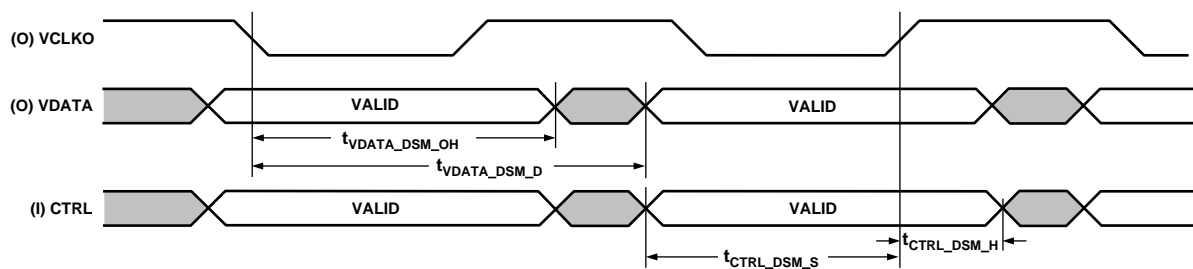 (O) VCLKO
(O) VDATA
VALID
VALID
tVDATA_DSM_OH
tVDATA_DSM_D
(I) CTRL
VALID
VALID
tCTRL_DSM_H
tCTRL_DSM_S